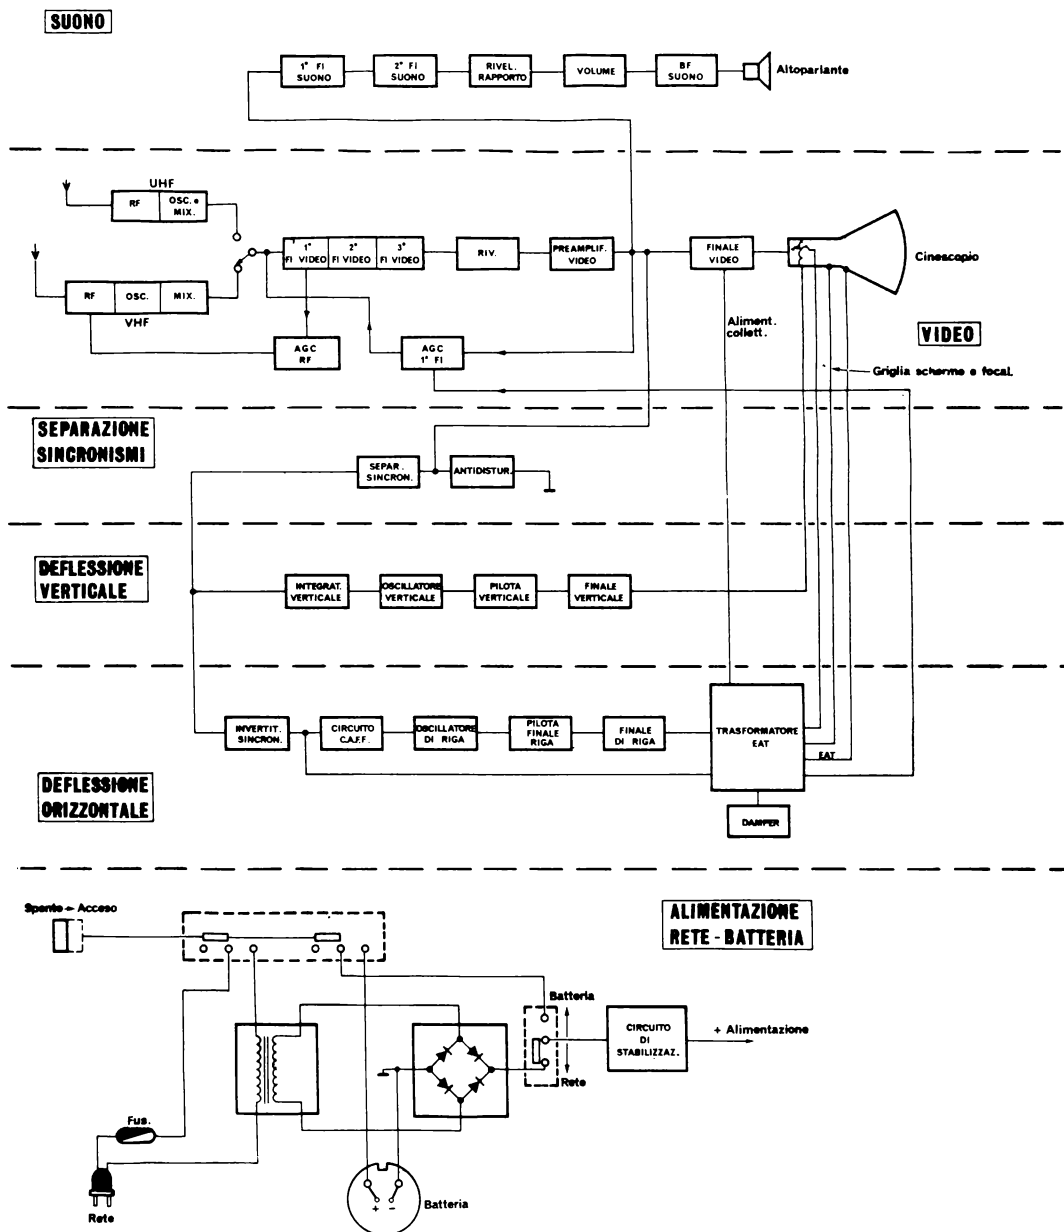 SUONO
1° FI
SUONO
2° FI
SUONO
RIVEL.
RAPPORTO
VOLUME
BF
SUONO
Altoparlante
UHF
RF
OSC. e
MIX.
1°
FI VIDEO
2°
FI VIDEO
3°
FI VIDEO
RIV.
PREAMPLIF.
VIDEO
FINALE
VIDEO
Cinescopio
RF
OSC.
MIX.
VHF
Aliment.
collett.
VIDEO
AGC
RF
AGC
1° FI
Griglia schermo e focal.
SEPARAZIONE
SINCRONISMI
SEPAR.
SINCRON.
ANTIDISTUR.
DEFLESSIONE
VERTICALE
INTEGRAT.
VERTICALE
OSCILLATORE
VERTICALE
PILOTA
VERTICALE
FINALE
VERTICALE
INVERTIT.
SINCRON.
CIRCUITO
C.A.F.F.
OSCILLATORE
DI RIGA
PILOTA
FINALE
RIGA
FINALE
DI RIGA
TRASFORMATORE
EAT
EAT
DEFLESSIONE
ORIZZONTALE
DAMPER
Spento - Acceso
ALIMENTAZIONE
RETE - BATTERIA
Batteria
CIRCUITO
DI
STABILIZZAZ.
+ Alimentazione
Rete
Fus.
+ -
Batteria
Rete